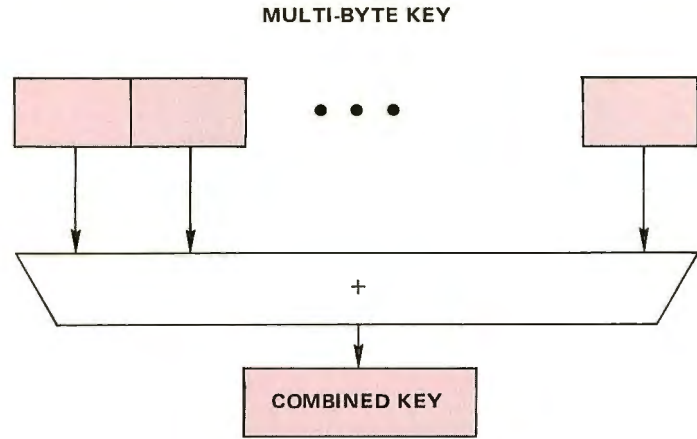 MULTI-BYTE KEY
• • •
+
COMBINED KEY